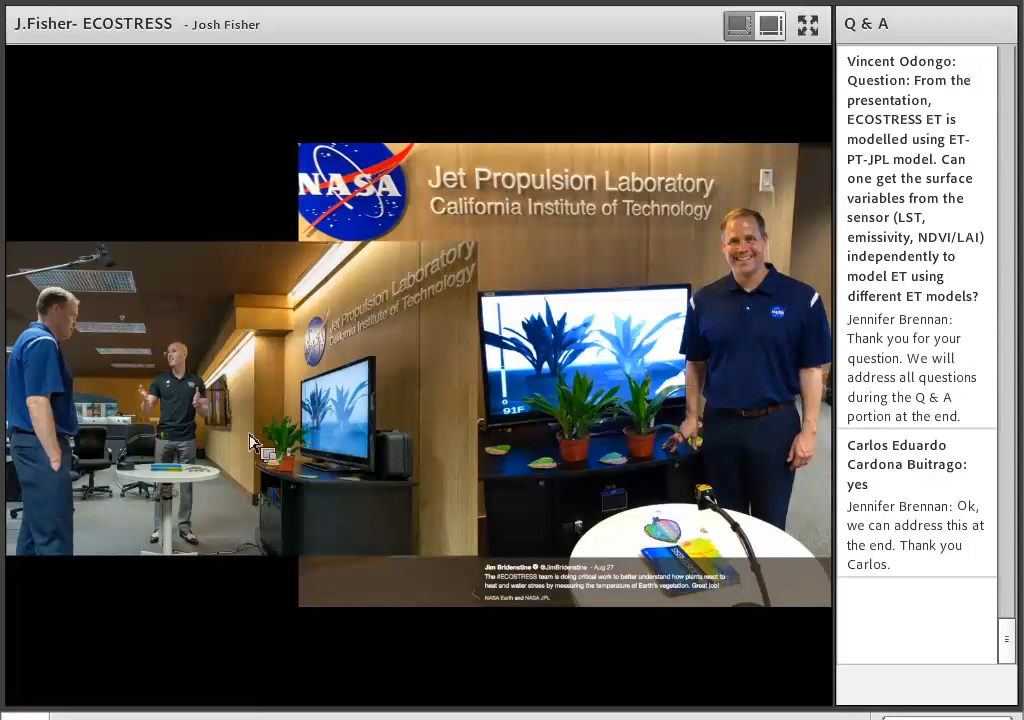 J.Fisher- ECOSTRESS - Josh Fisher
NASA
Jet Propulsion Laboratory
California Institute of Technology
Jet Propulsion Laboratory
California Institute of Technology
91F
Jim Bridenstine @JimBridenstine · Aug 27
The #ECOSTRESS team is doing critical work to better understand how plants react to
heat and water stress by measuring the temperature of Earth's vegetation. Great job!
NASA Earth and NASA JPL
Q & A
Vincent Odongo:
Question: From the
presentation,
ECOSTRESS ET is
modelled using ET-
PT-JPL model. Can
one get the surface
variables from the
sensor (LST,
emissivity, NDVI/LAI)
independently to
model ET using
different ET models?
Jennifer Brennan:
Thank you for your
question. We will
address all questions
during the Q & A
portion at the end.
Carlos Eduardo
Cardona Buitrago:
yes
Jennifer Brennan: Ok,
we can address this at
the end. Thank you
Carlos.